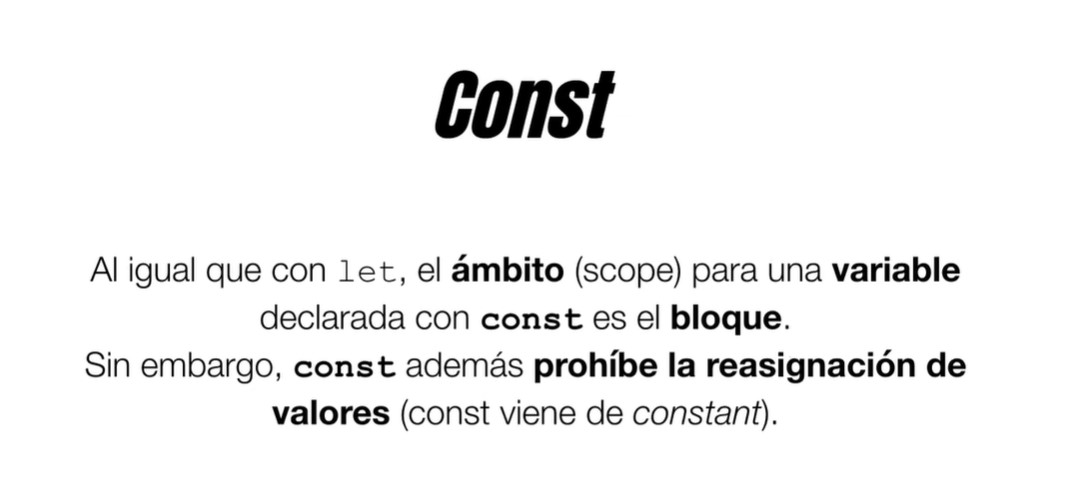 Const
Al igual que con let, el ámbito (scope) para una variable
declarada con const es el bloque.
Sin embargo, const además prohíbe la reasignación de
valores (const viene de constant).